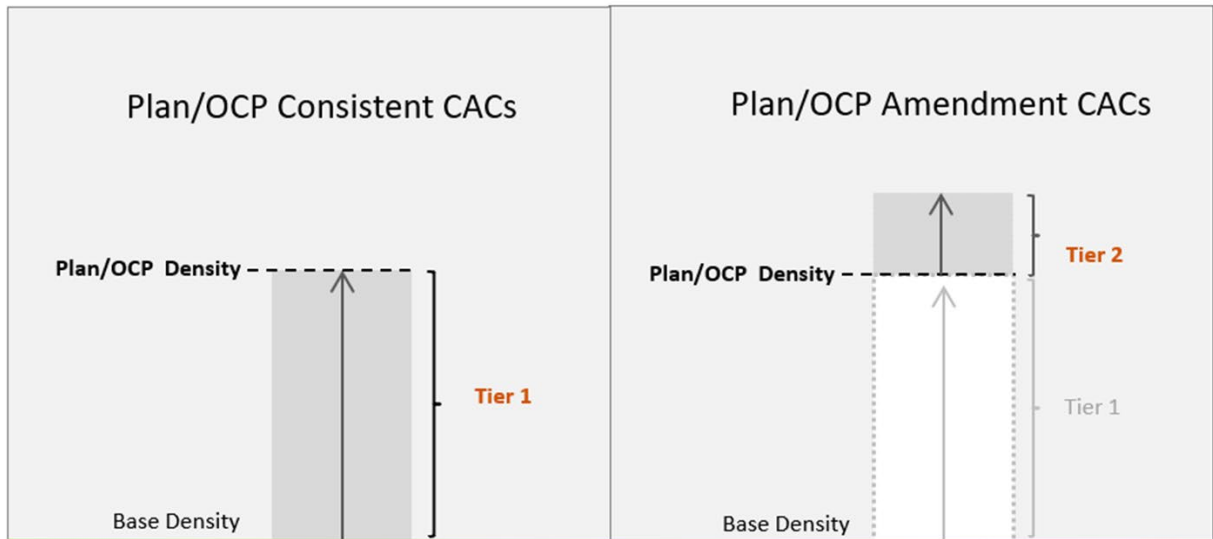 Plan/OCP Consistent CACs
Plan/OCP Density
Tier 1
Base Density
Plan/OCP Amendment CACs
Tier 2
Plan/OCP Density
Tier 1
Base Density